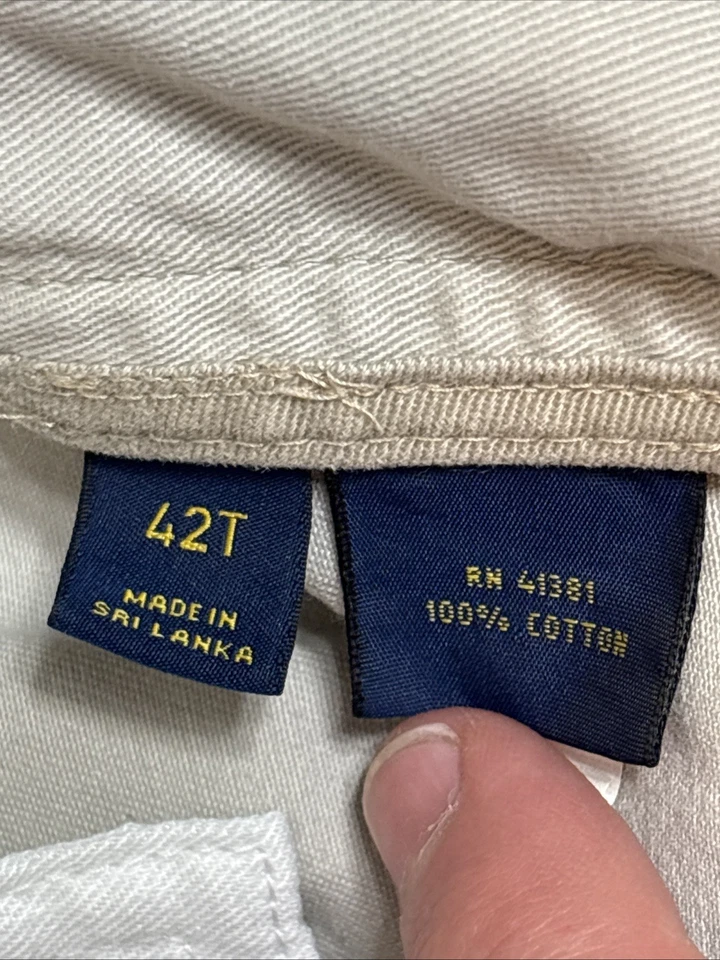 42T
MADE IN
SRI LANKA
RN 41381
100% COTTON